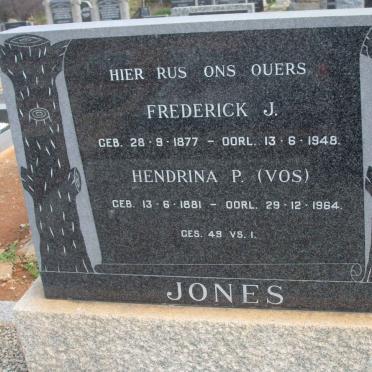 HIER RUS ONS OUERS
FREDERICK J.
GEB. 28·9·1877 - OORL. 13·6·1948.
HENDRINA P. (VOS)
GEB. 13·6·1881 - OORL. 29·12·1964.
GES. 49 VS. 1.
JONES